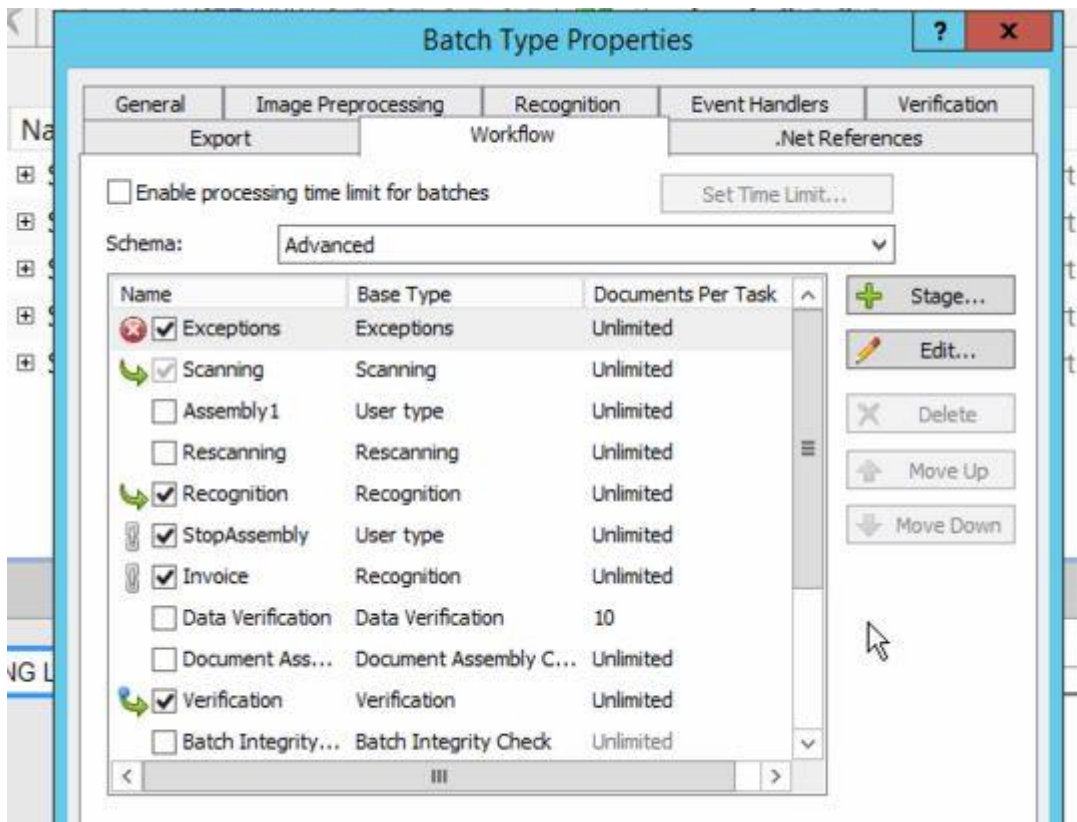 Batch Type Properties
?
x
General Image Preprocessing Recognition Event Handlers Verification
Na
Export Workflow .Net References
Enable processing time limit for batches Set Time Limit...
Schema: Advanced
Name Base Type Documents Per Task
Stage...
Exceptions Exceptions Unlimited
Edit...
Scanning Scanning Unlimited
Assembly1 User type Unlimited
Delete
Rescanning Rescanning Unlimited
Move Up
Recognition Recognition Unlimited
StopAssembly User type Unlimited
Move Down
Invoice Recognition Unlimited
Data Verification Data Verification 10
Document Ass... Document Assembly C... Unlimited
NG L
Verification Verification Unlimited
Batch Integrity... Batch Integrity Check Unlimited